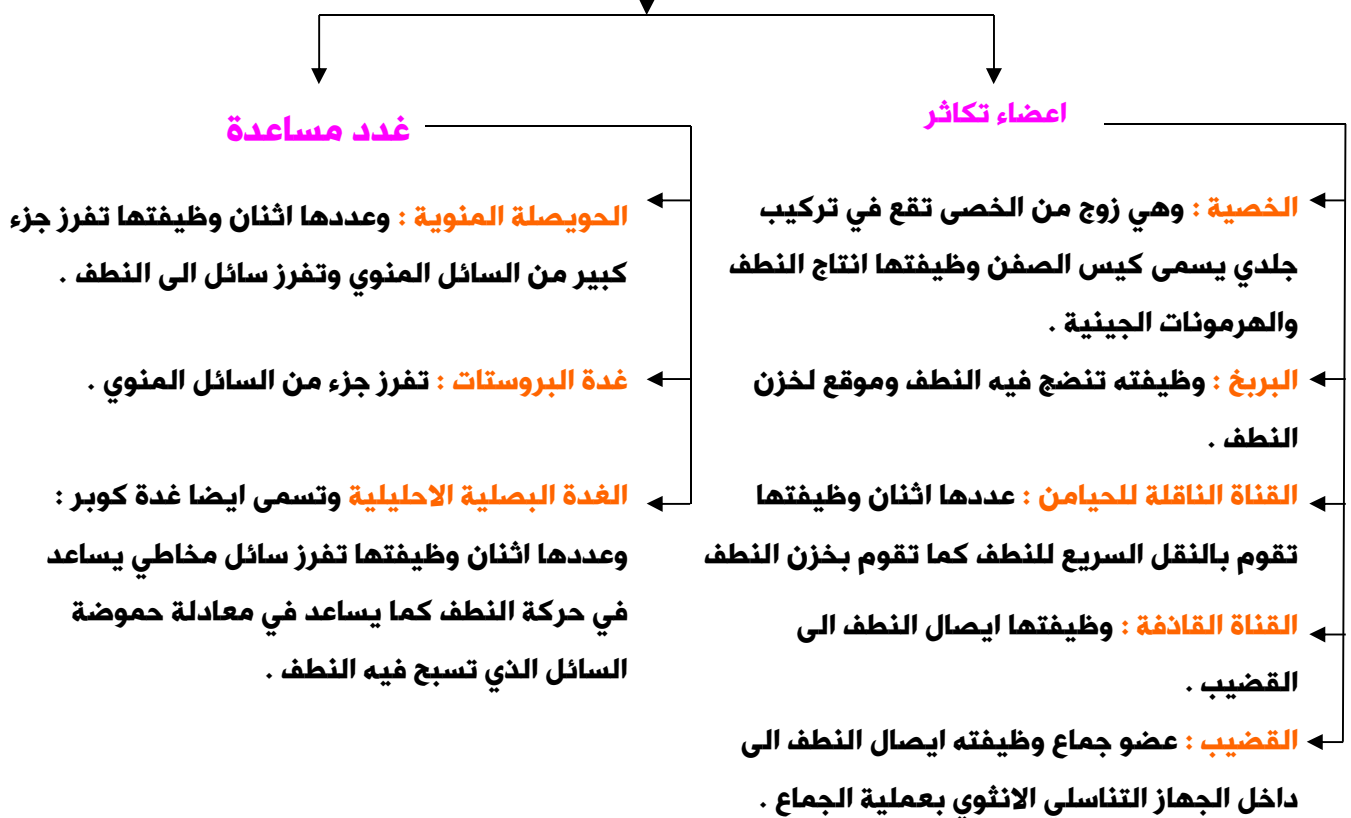 اعضاء تكاثر
الخصية : وهي زوج من الخصى تقع في تركيب
جلدي يسمى كيس الصفن وظيفتها انتاج النطف
والهرمونات الجينية .
البربخ : وظيفته تنضج فيه النطف وموقع لخزن
النطف .
القناة الناقلة للحيامن : عددها اثنان وظيفتها
تقوم بالنقل السريع للنطف كما تقوم بخزن النطف
القناة القاذفة : وظيفتها ايصال النطف الى
القضيب .
القضيب : عضو جماع وظيفته ايصال النطف الى
داخل الجهاز التناسلي الانثوي بعملية الجماع .
غدد مساعدة
الحويصلة المنوية : وعددها اثنان وظيفتها تفرز جزء
كبير من السائل المنوي وتفرز سائل الى النطف .
غدة البروستات : تفرز جزء من السائل المنوي .
الغدة البصلية الاحليلية وتسمى ايضا غدة كوبر :
وعددها اثنان وظيفتها تفرز سائل مخاطي يساعد
في حركة النطف كما يساعد في معادلة حموضة
السائل الذي تسبح فيه النطف .